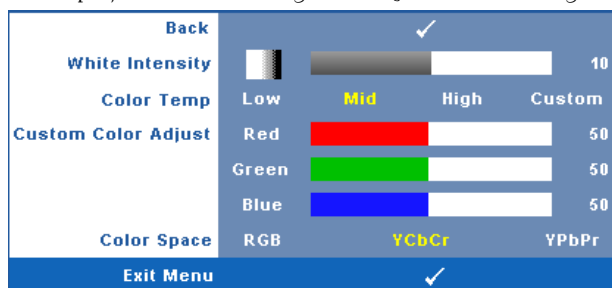 Back
White Intensity 10
Color Temp Low Mid High Custom
Custom Color Adjust Red 50
Green 50
Blue 50
Color Space RGB YCbCr YPbPr
Exit Menu